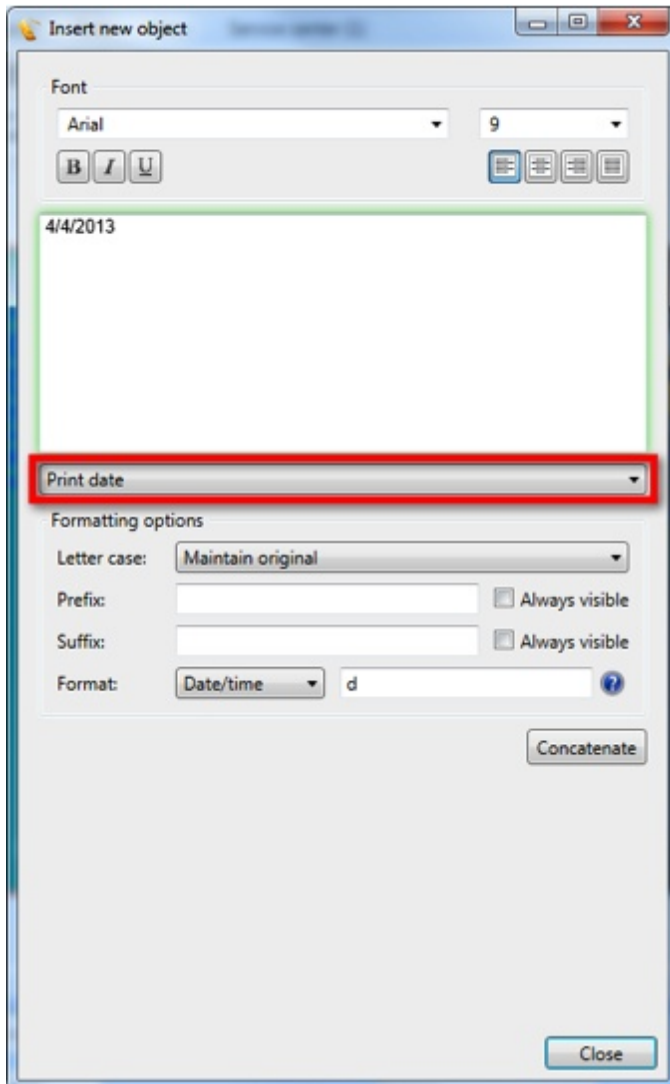 Insert new object
Font
Arial 9
B I U
4/4/2013
Print date
Formatting options
Letter case: Maintain original
Prefix: Always visible
Suffix: Always visible
Format: Date/time d ?
Concatenate
Close